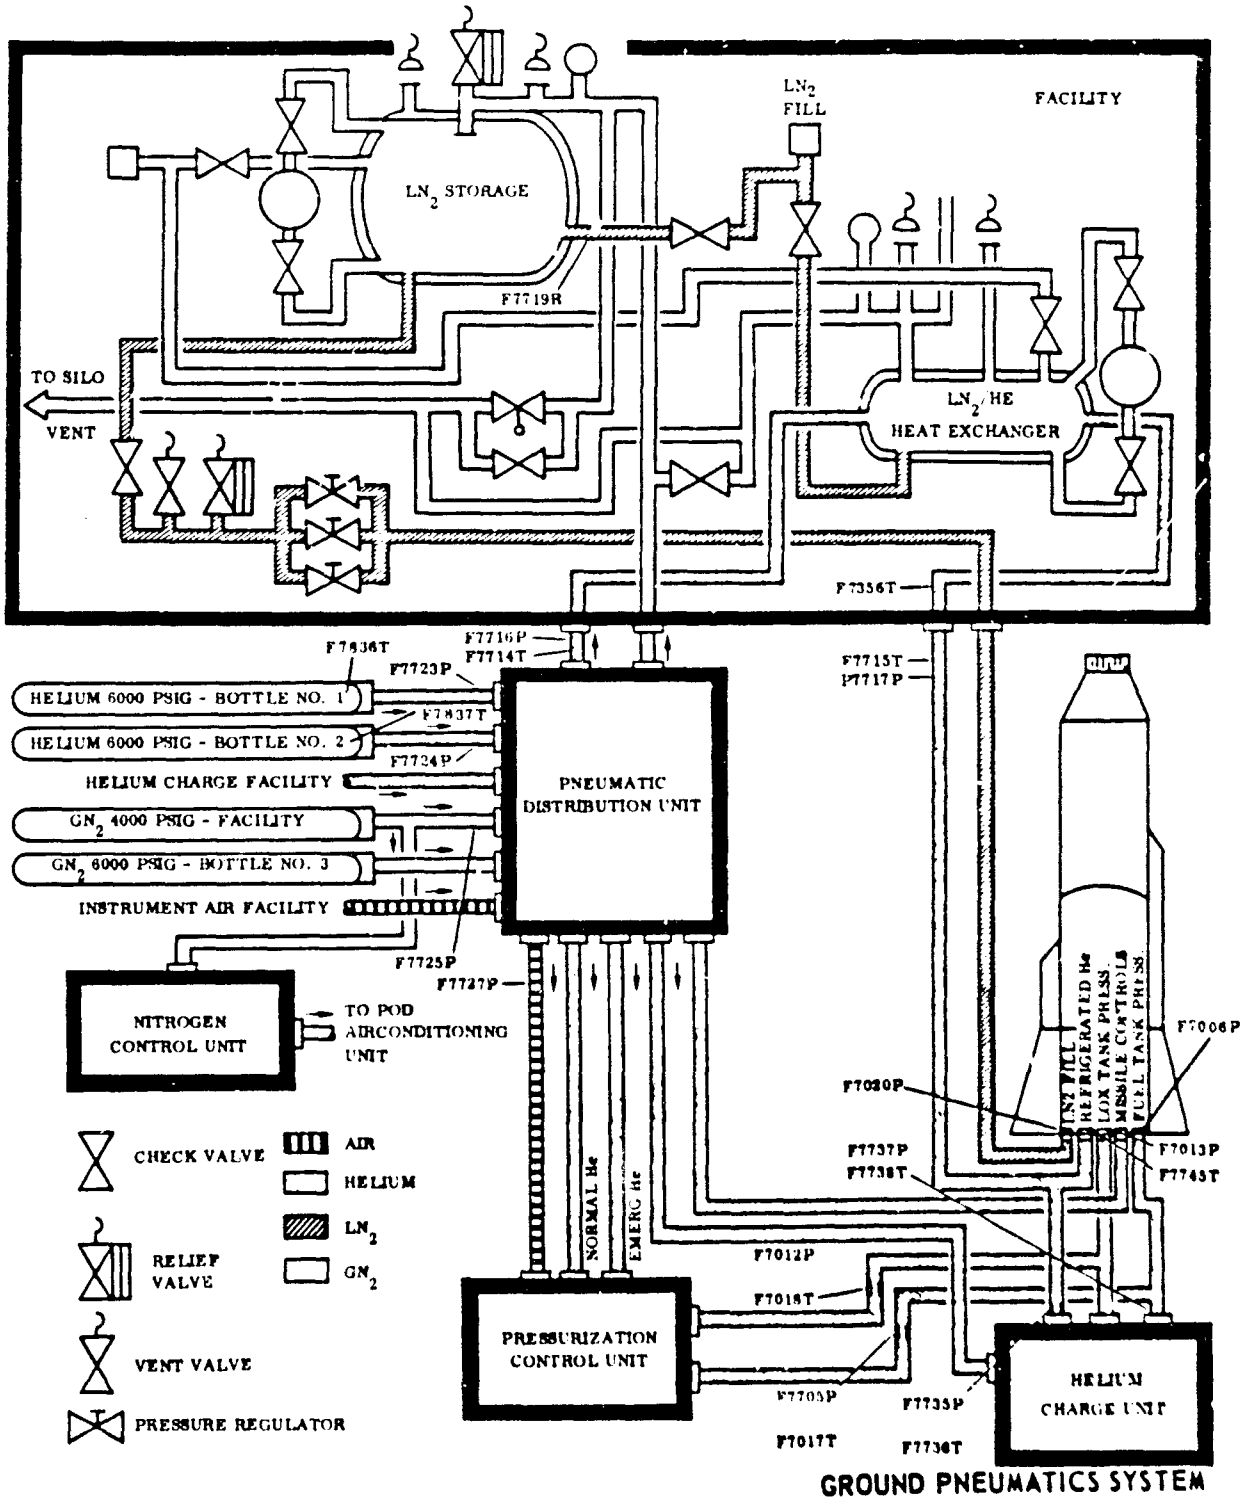 LN2
FILL
FACILITY
LN2 STORAGE
F7719R
TO SILO
VENT
LN2/HE
HEAT EXCHANGER
F7356T
F7716P
F7714T
F7836T
F7723P
F7715T
P7717P
HELIUM 6000 PSIG - BOTTLE NO. 1
F7837T
HELIUM 6000 PSIG - BOTTLE NO. 2
F7724P
HELIUM CHARGE FACILITY
PNEUMATIC
DISTRIBUTION UNIT
GN2 4000 PSIG - FACILITY
GN2 6000 PSIG - BOTTLE NO. 3
INSTRUMENT AIR FACILITY
F7725P
F7727P
NITROGEN
CONTROL UNIT
TO POD
AIRCONDITIONING
UNIT
LN2 FILL
REFRIGERATED He
LOX TANK PRESS.
MISSILE CONTROLS
FUEL TANK PRESS.
F7006P
F7020P
F7737P
F7738T
F7013P
F7745T
CHECK VALVE
AIR
HELIUM
LN2
GN2
RELIEF
VALVE
VENT VALVE
PRESSURE REGULATOR
NORMAL He
EMERG He
F7012P
F7018T
PRESSURIZATION
CONTROL UNIT
F7705P
F7735P
F7017T
F7736T
HELIUM
CHARGE UNIT
GROUND PNEUMATICS SYSTEM